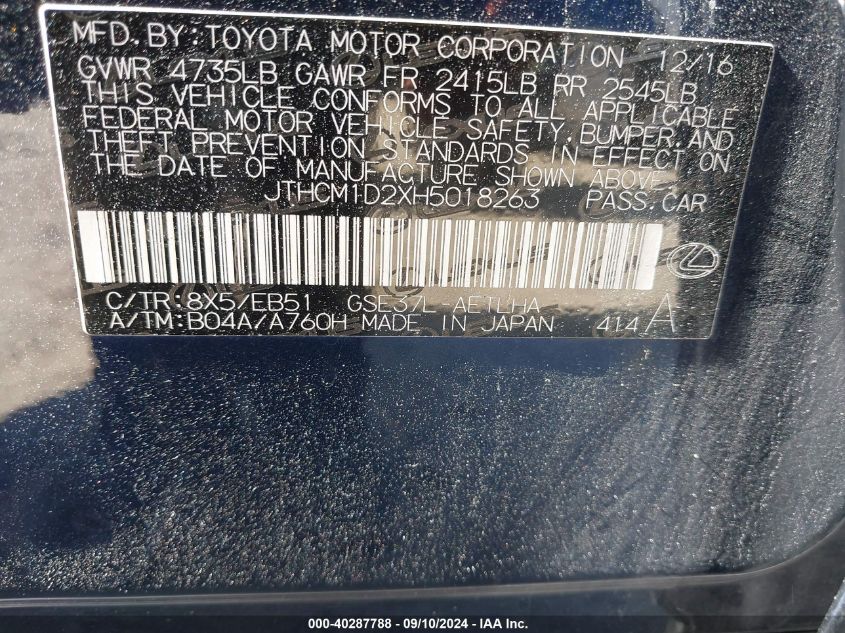 MFD. BY: TOYOTA MOTOR CORPORATION 12/16
GVWR 4735LB GAWR FR 2415LB RR 2545LB
THIS VEHICLE CONFORMS TO ALL APPLICABLE
FEDERAL MOTOR VEHICLE SAFETY, BUMPER, AND
THEFT PREVENTION STANDARDS IN EFFECT ON
THE DATE OF MANUFACTURE SHOWN ABOVE.
JTHCM1D2XH5018263 PASS. CAR
C/TR: 8X5/EB51 GSE37L AETLHA
A/TM: B04A/A760H MADE IN JAPAN 414 A
000-40287788 - 09/10/2024 - IAA Inc.